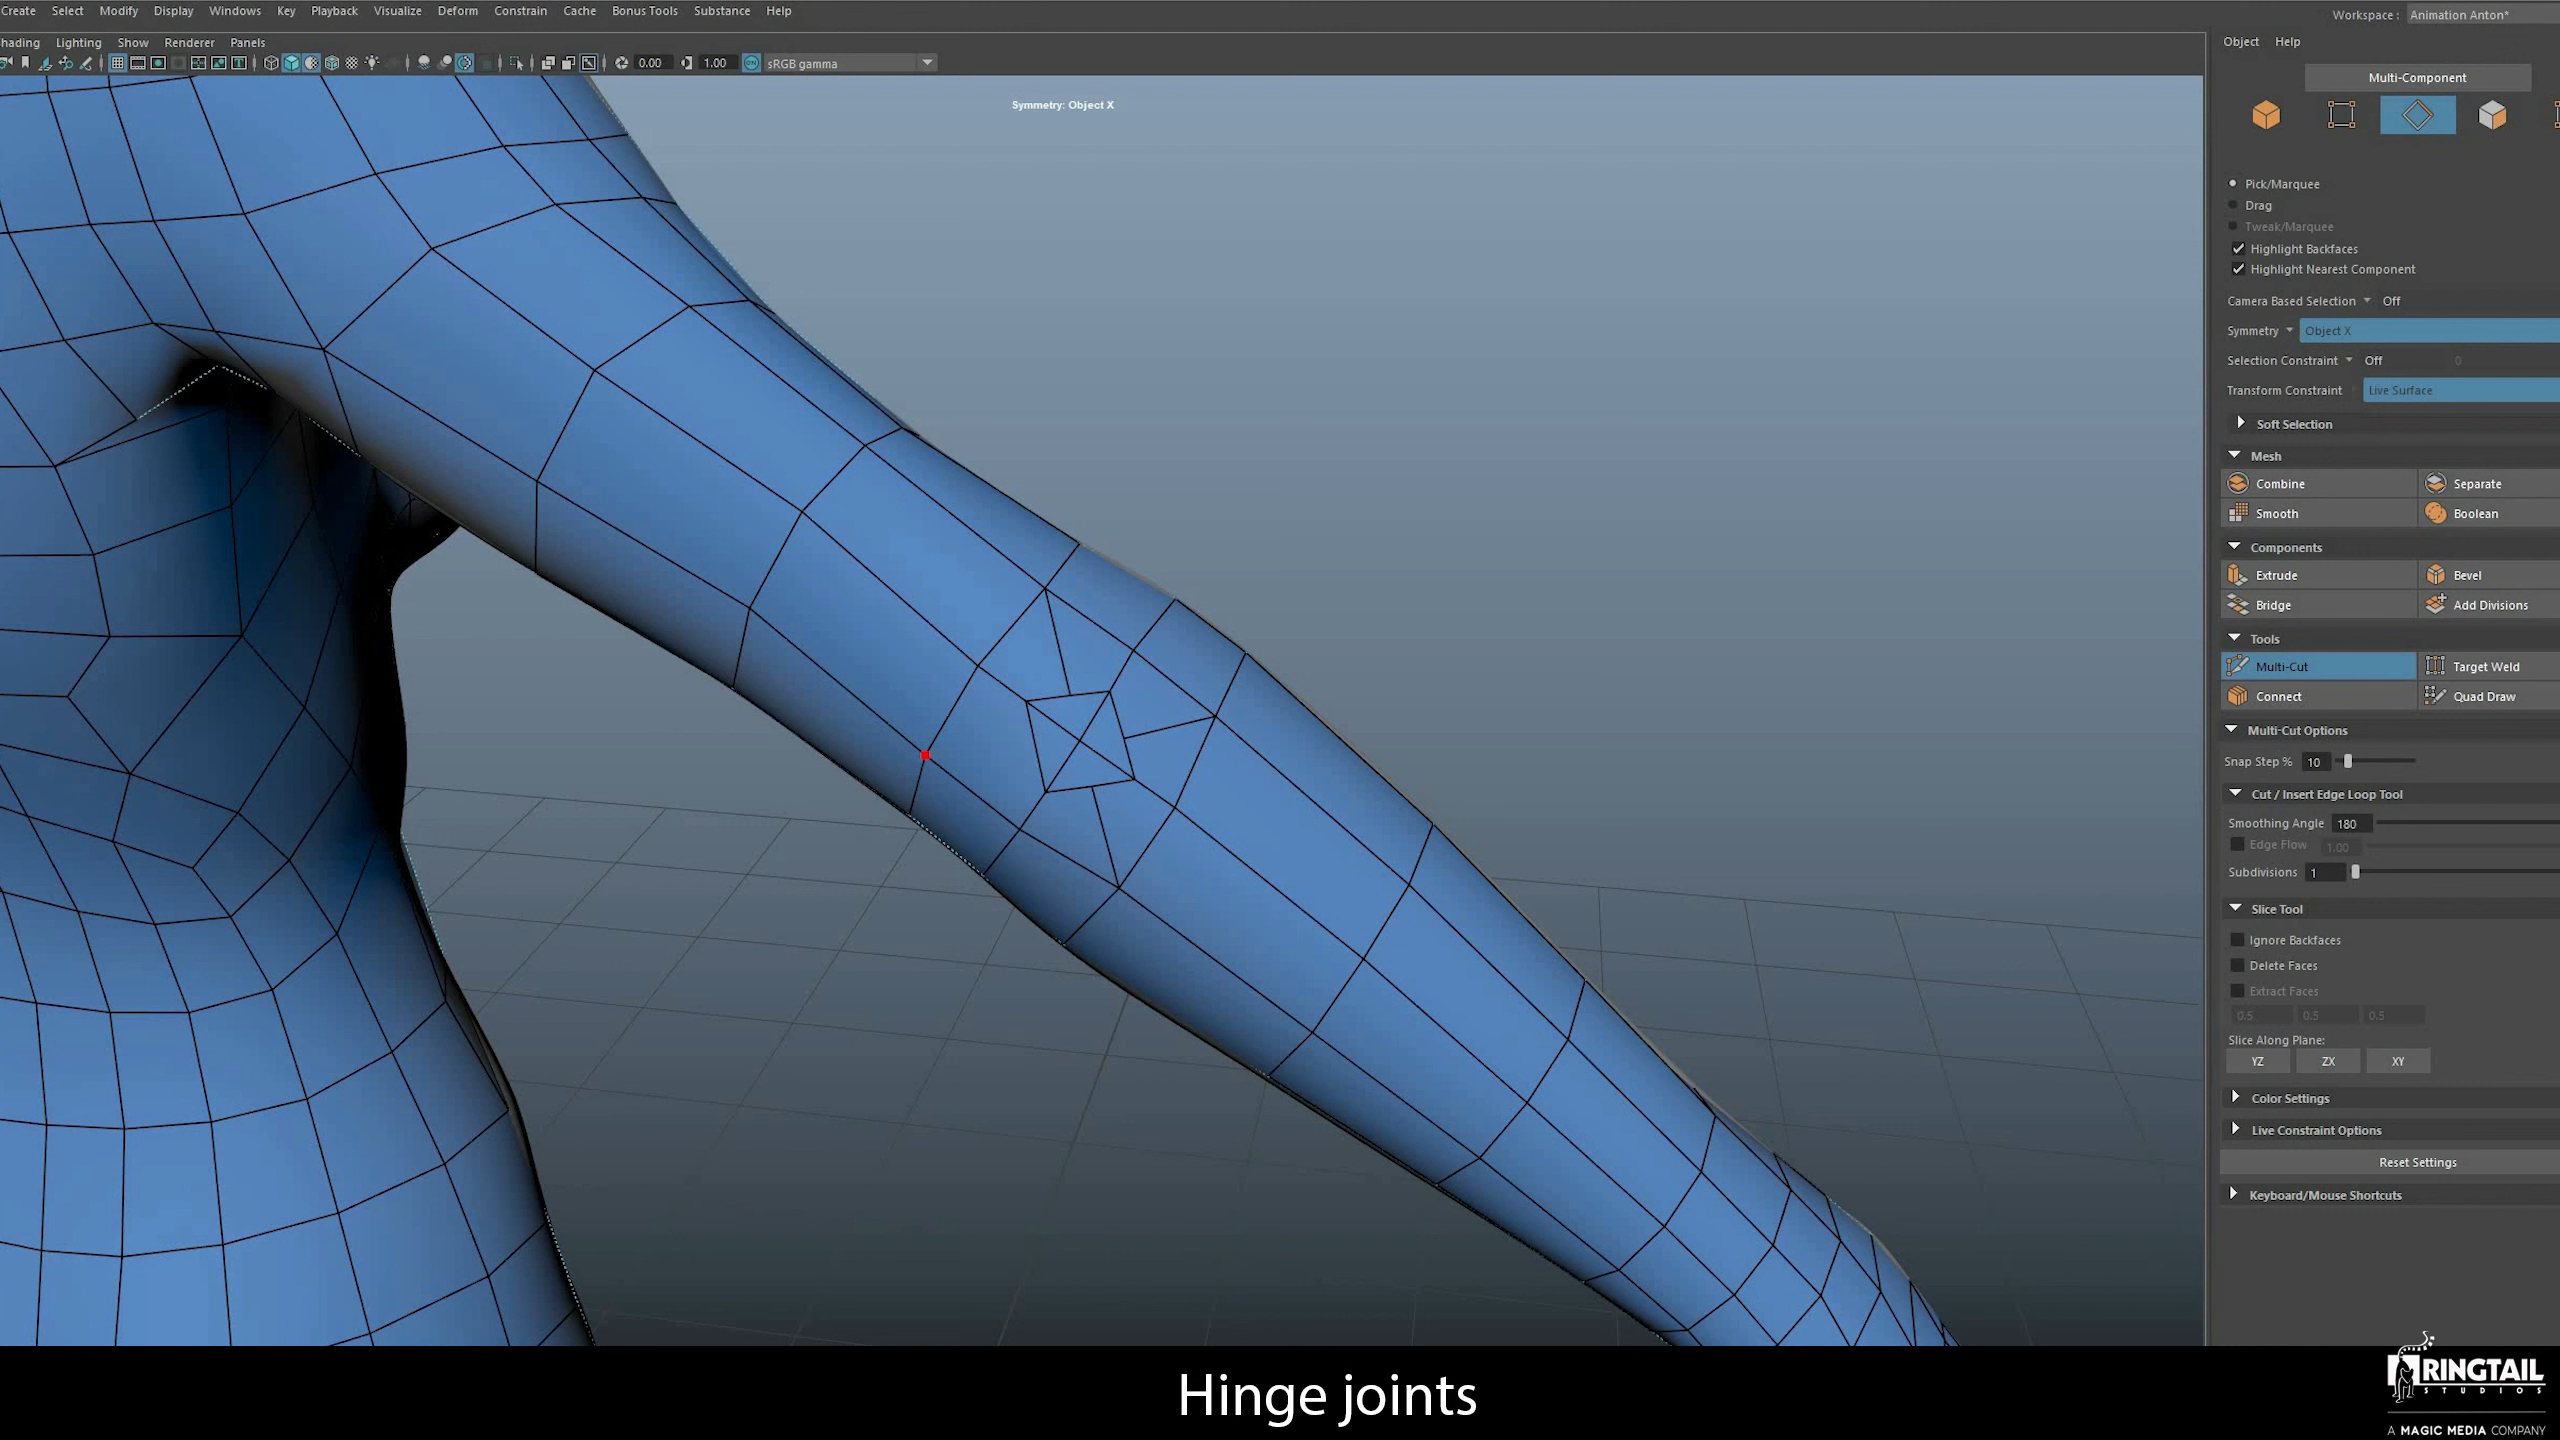 Create Select Modify Display Windows Key Playback Visualize Deform Constrain Cache Bonus Tools Substance Help
Workspace : Animation Anton*
hading Lighting Show Renderer Panels
Object Help
0.00 1.00 ON sRGB gamma
Multi-Component
Symmetry: Object X
Pick/Marquee
Drag
Tweak/Marquee
Highlight Backfaces
Highlight Nearest Component
Camera Based Selection Off
Symmetry Object X
Selection Constraint Off 0
Transform Constraint Live Surface
Soft Selection
Mesh
Combine Separate
Smooth Boolean
Components
Extrude Bevel
Bridge Add Divisions
Tools
Multi-Cut Target Weld
Connect Quad Draw
Multi-Cut Options
Snap Step % 10
Cut / Insert Edge Loop Tool
Smoothing Angle 180
Edge Flow 1.00
Subdivisions 1
Slice Tool
Ignore Backfaces
Delete Faces
Extract Faces
0.5 0.5 0.5
Slice Along Plane:
YZ ZX XY
Color Settings
Live Constraint Options
Reset Settings
Keyboard/Mouse Shortcuts
Hinge joints
RINGTAIL
STUDIOS
A MAGIC MEDIA COMPANY